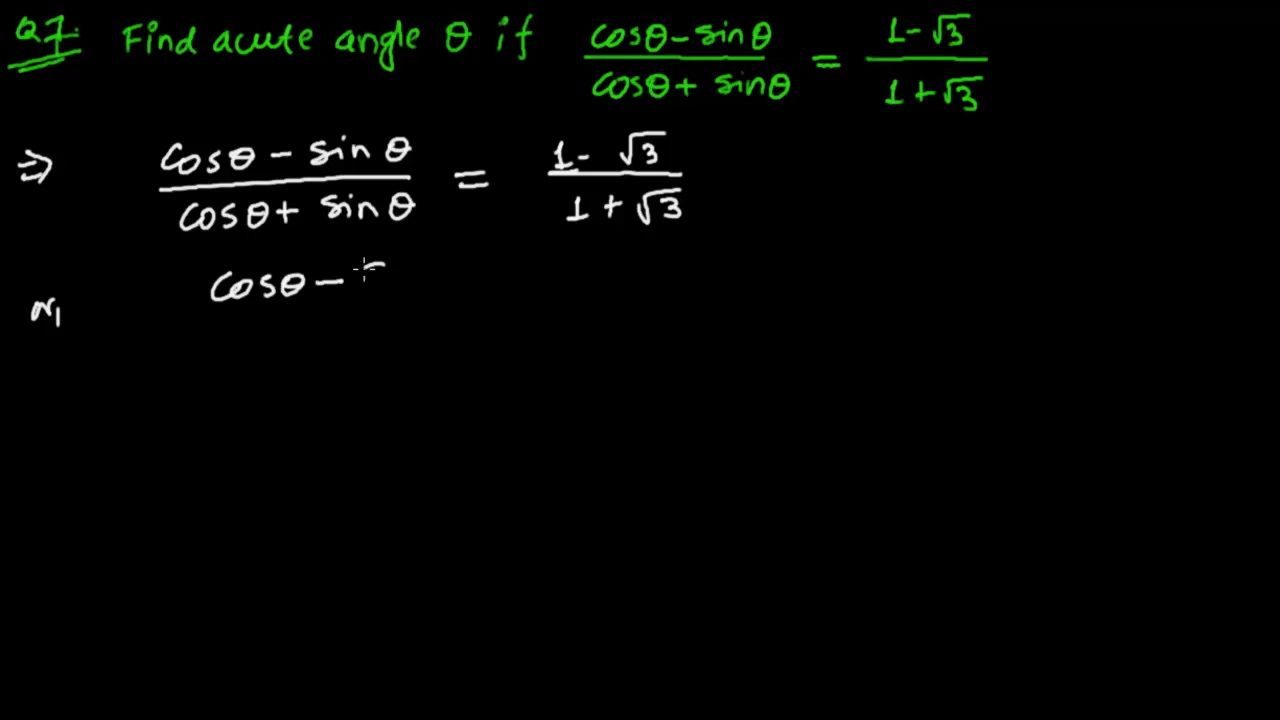 Q7. Find acute angle θ if (cosθ - sinθ)/(cosθ + sinθ) = (1 - √3)/(1 + √3)
⇒ (cosθ - sinθ)/(cosθ + sinθ) = (1 - √3)/(1 + √3)
cosθ -